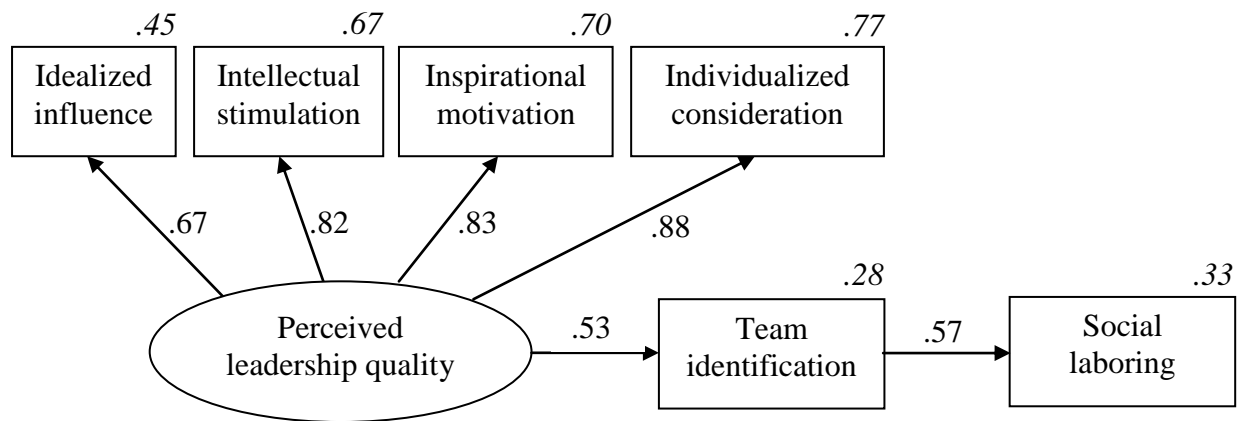 .45
.67
.70
.77
Idealized
influence
Intellectual
stimulation
Inspirational
motivation
Individualized
consideration
.67
.82
.83
.88
.28
.33
Perceived
leadership quality
.53
Team
identification
.57
Social
laboring